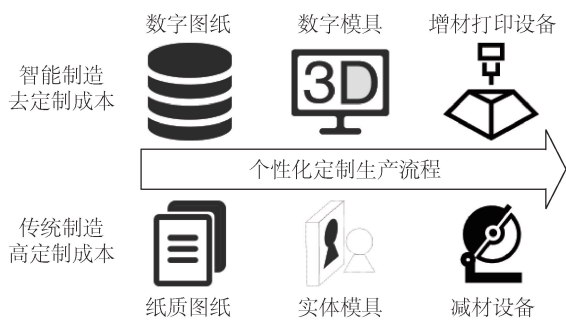 数字图纸 数字模具 增材打印设备
智能制造
去定制成本
3D
个性化定制生产流程
传统制造
高定制成本
纸质图纸 实体模具 减材设备